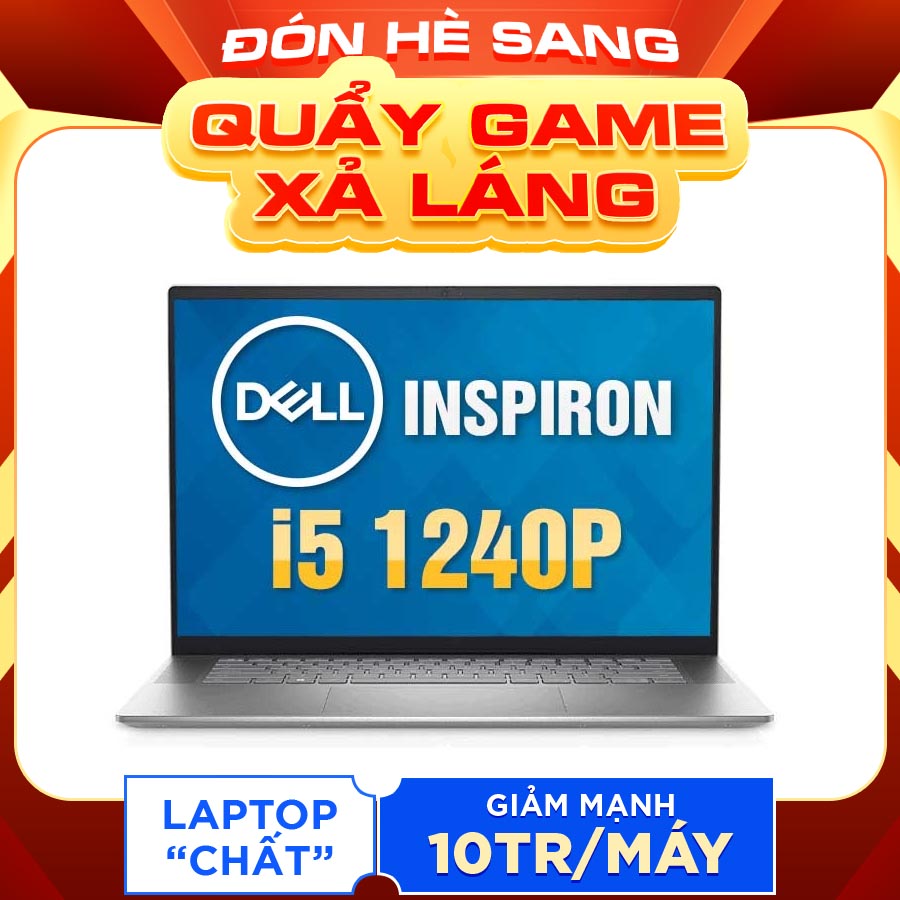 ĐÓN HÈ SANG
QUẨY GAME
XẢ LÁNG
DELL INSPIRON
i5 1240P
LAPTOP
“CHẤT”
GIẢM MẠNH
10TR/MÁY